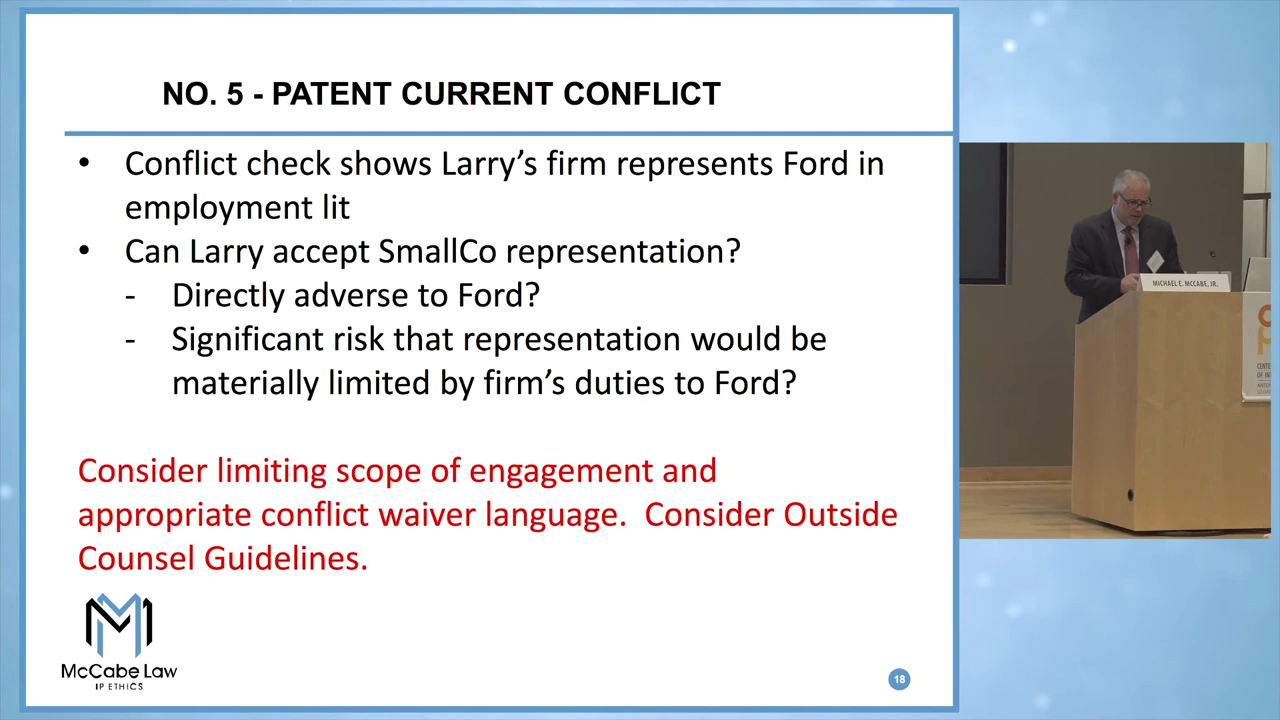 NO. 5 - PATENT CURRENT CONFLICT
• Conflict check shows Larry's firm represents Ford in
employment lit
• Can Larry accept SmallCo representation?
- Directly adverse to Ford?
- Significant risk that representation would be
materially limited by firm's duties to Ford?
Consider limiting scope of engagement and
appropriate conflict waiver language.  Consider Outside
Counsel Guidelines.
McCabe Law
IP ETHICS
18
MICHAEL E. MCCABE, JR.